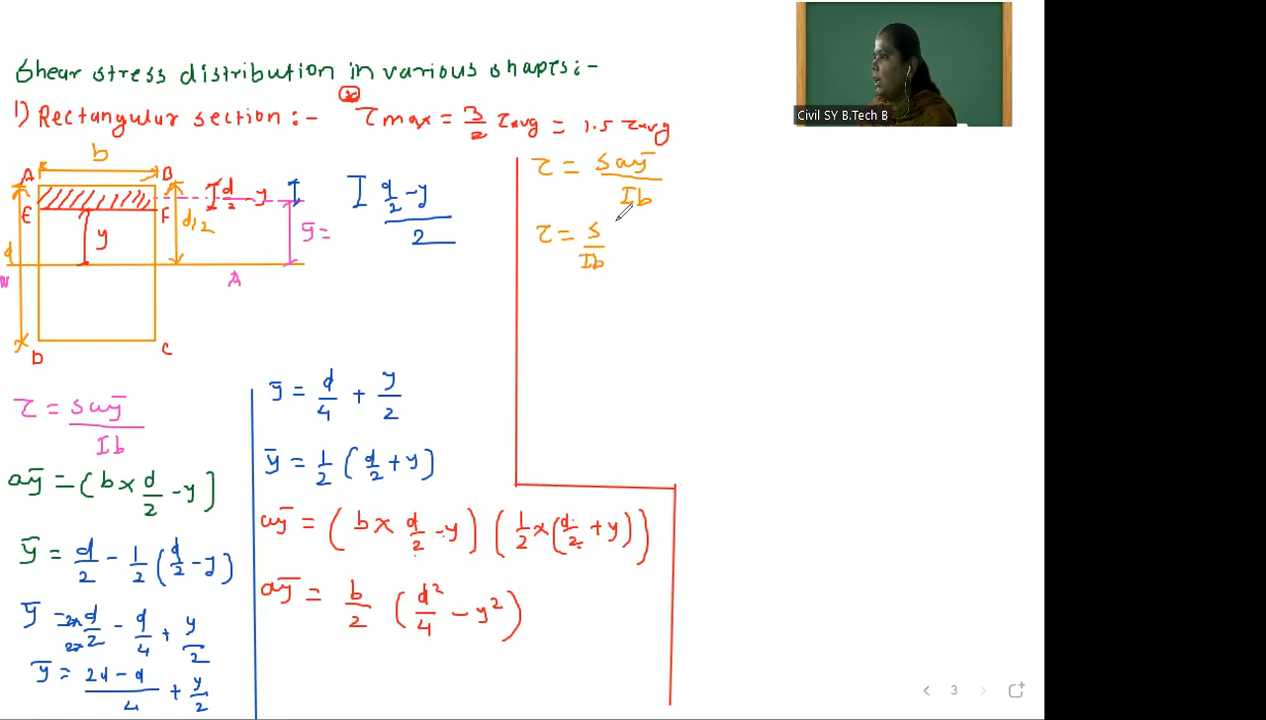 Shear stress distribution in various shapes:-
1) Rectangular section:- * τmax = 3/2 τavg = 1.5 τavg
Civil SY B.Tech B
b
A B
E F
d/2 - y
d/2
y
ȳ =
d
N A
D C
(d/2 - y)/2
τ = saȳ/Ib
aȳ = (b x d/2 - y)
ȳ = d/2 - 1/2 (d/2 - y)
ȳ = 2x d/2x2 - d/4 + y/2
ȳ = (2d - d)/4 + y/2
ȳ = d/4 + y/2
ȳ = 1/2 (d/2 + y)
aȳ = (b x d/2 - y) (1/2 x (d/2 + y))
aȳ = b/2 (d²/4 - y²)
τ = saȳ/Ib
τ = s/Ib
3